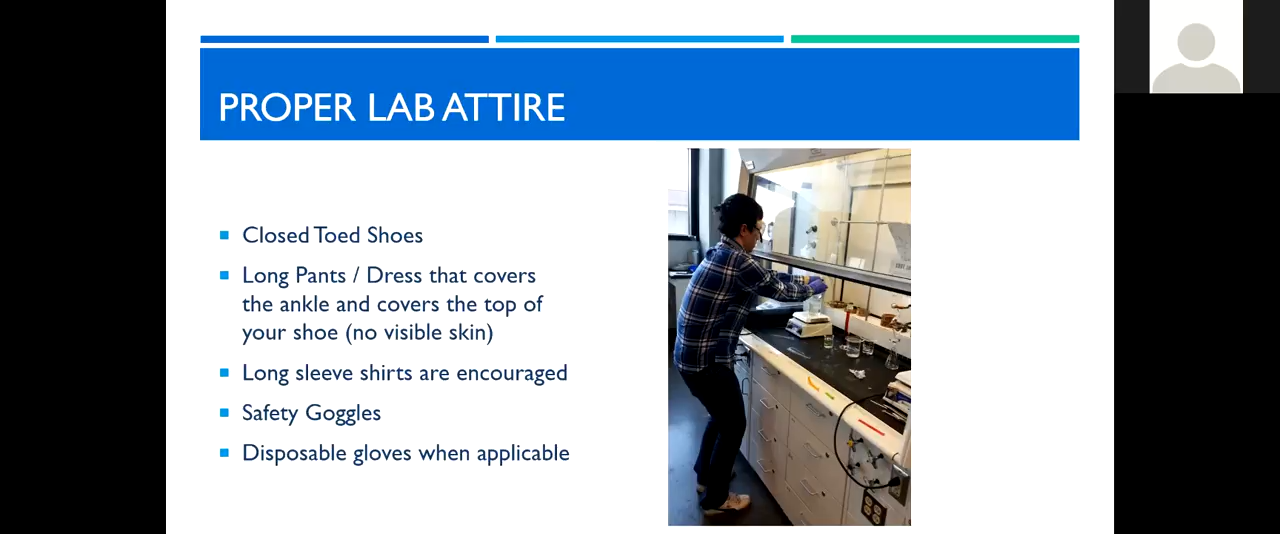 PROPER LAB ATTIRE
Closed Toed Shoes
Long Pants / Dress that covers
the ankle and covers the top of
your shoe (no visible skin)
Long sleeve shirts are encouraged
Safety Goggles
Disposable gloves when applicable